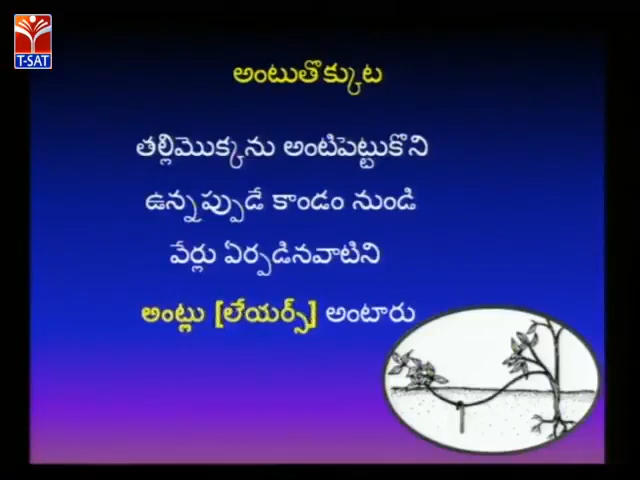 T-SAT
అంటుతొక్కుట
తల్లిమొక్కను అంటిపెట్టుకొని
ఉన్నప్పుడే కాండం నుండి
వేర్లు ఏర్పడినవాటిని
అంట్లు [లేయర్స్] అంటారు